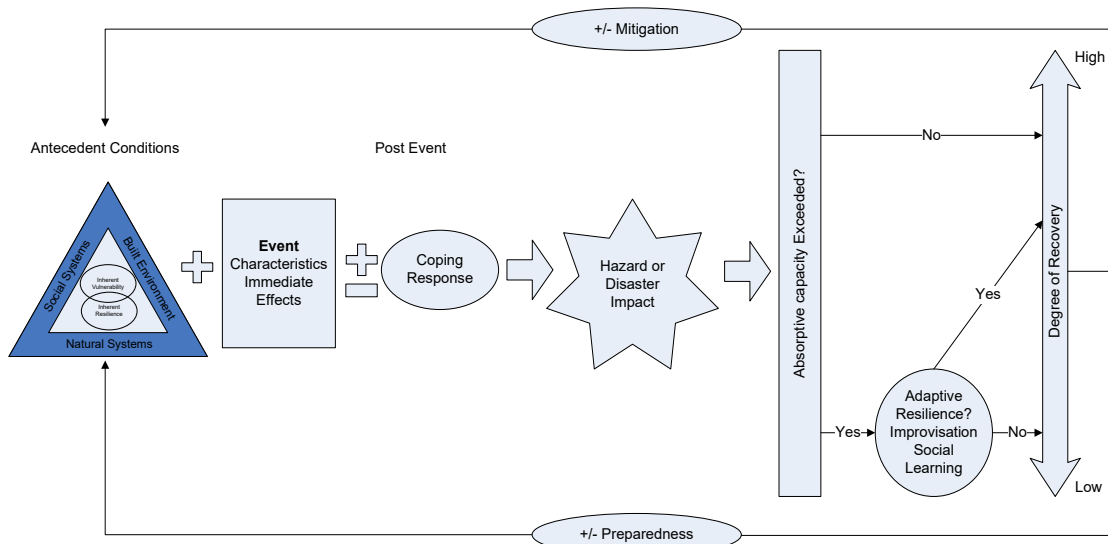 +/- Mitigation
Antecedent Conditions
Post Event
Social Systems
Built Environment
Natural Systems
Inherent
Vulnerability
Inherent
Resilience
Event
Characteristics
Immediate
Effects
Coping
Response
Hazard or
Disaster
Impact
Absorptive capacity Exceeded?
No
Yes
Adaptive
Resilience?
Improvisation
Social
Learning
Yes
No
High
Degree of Recovery
Low
+/- Preparedness